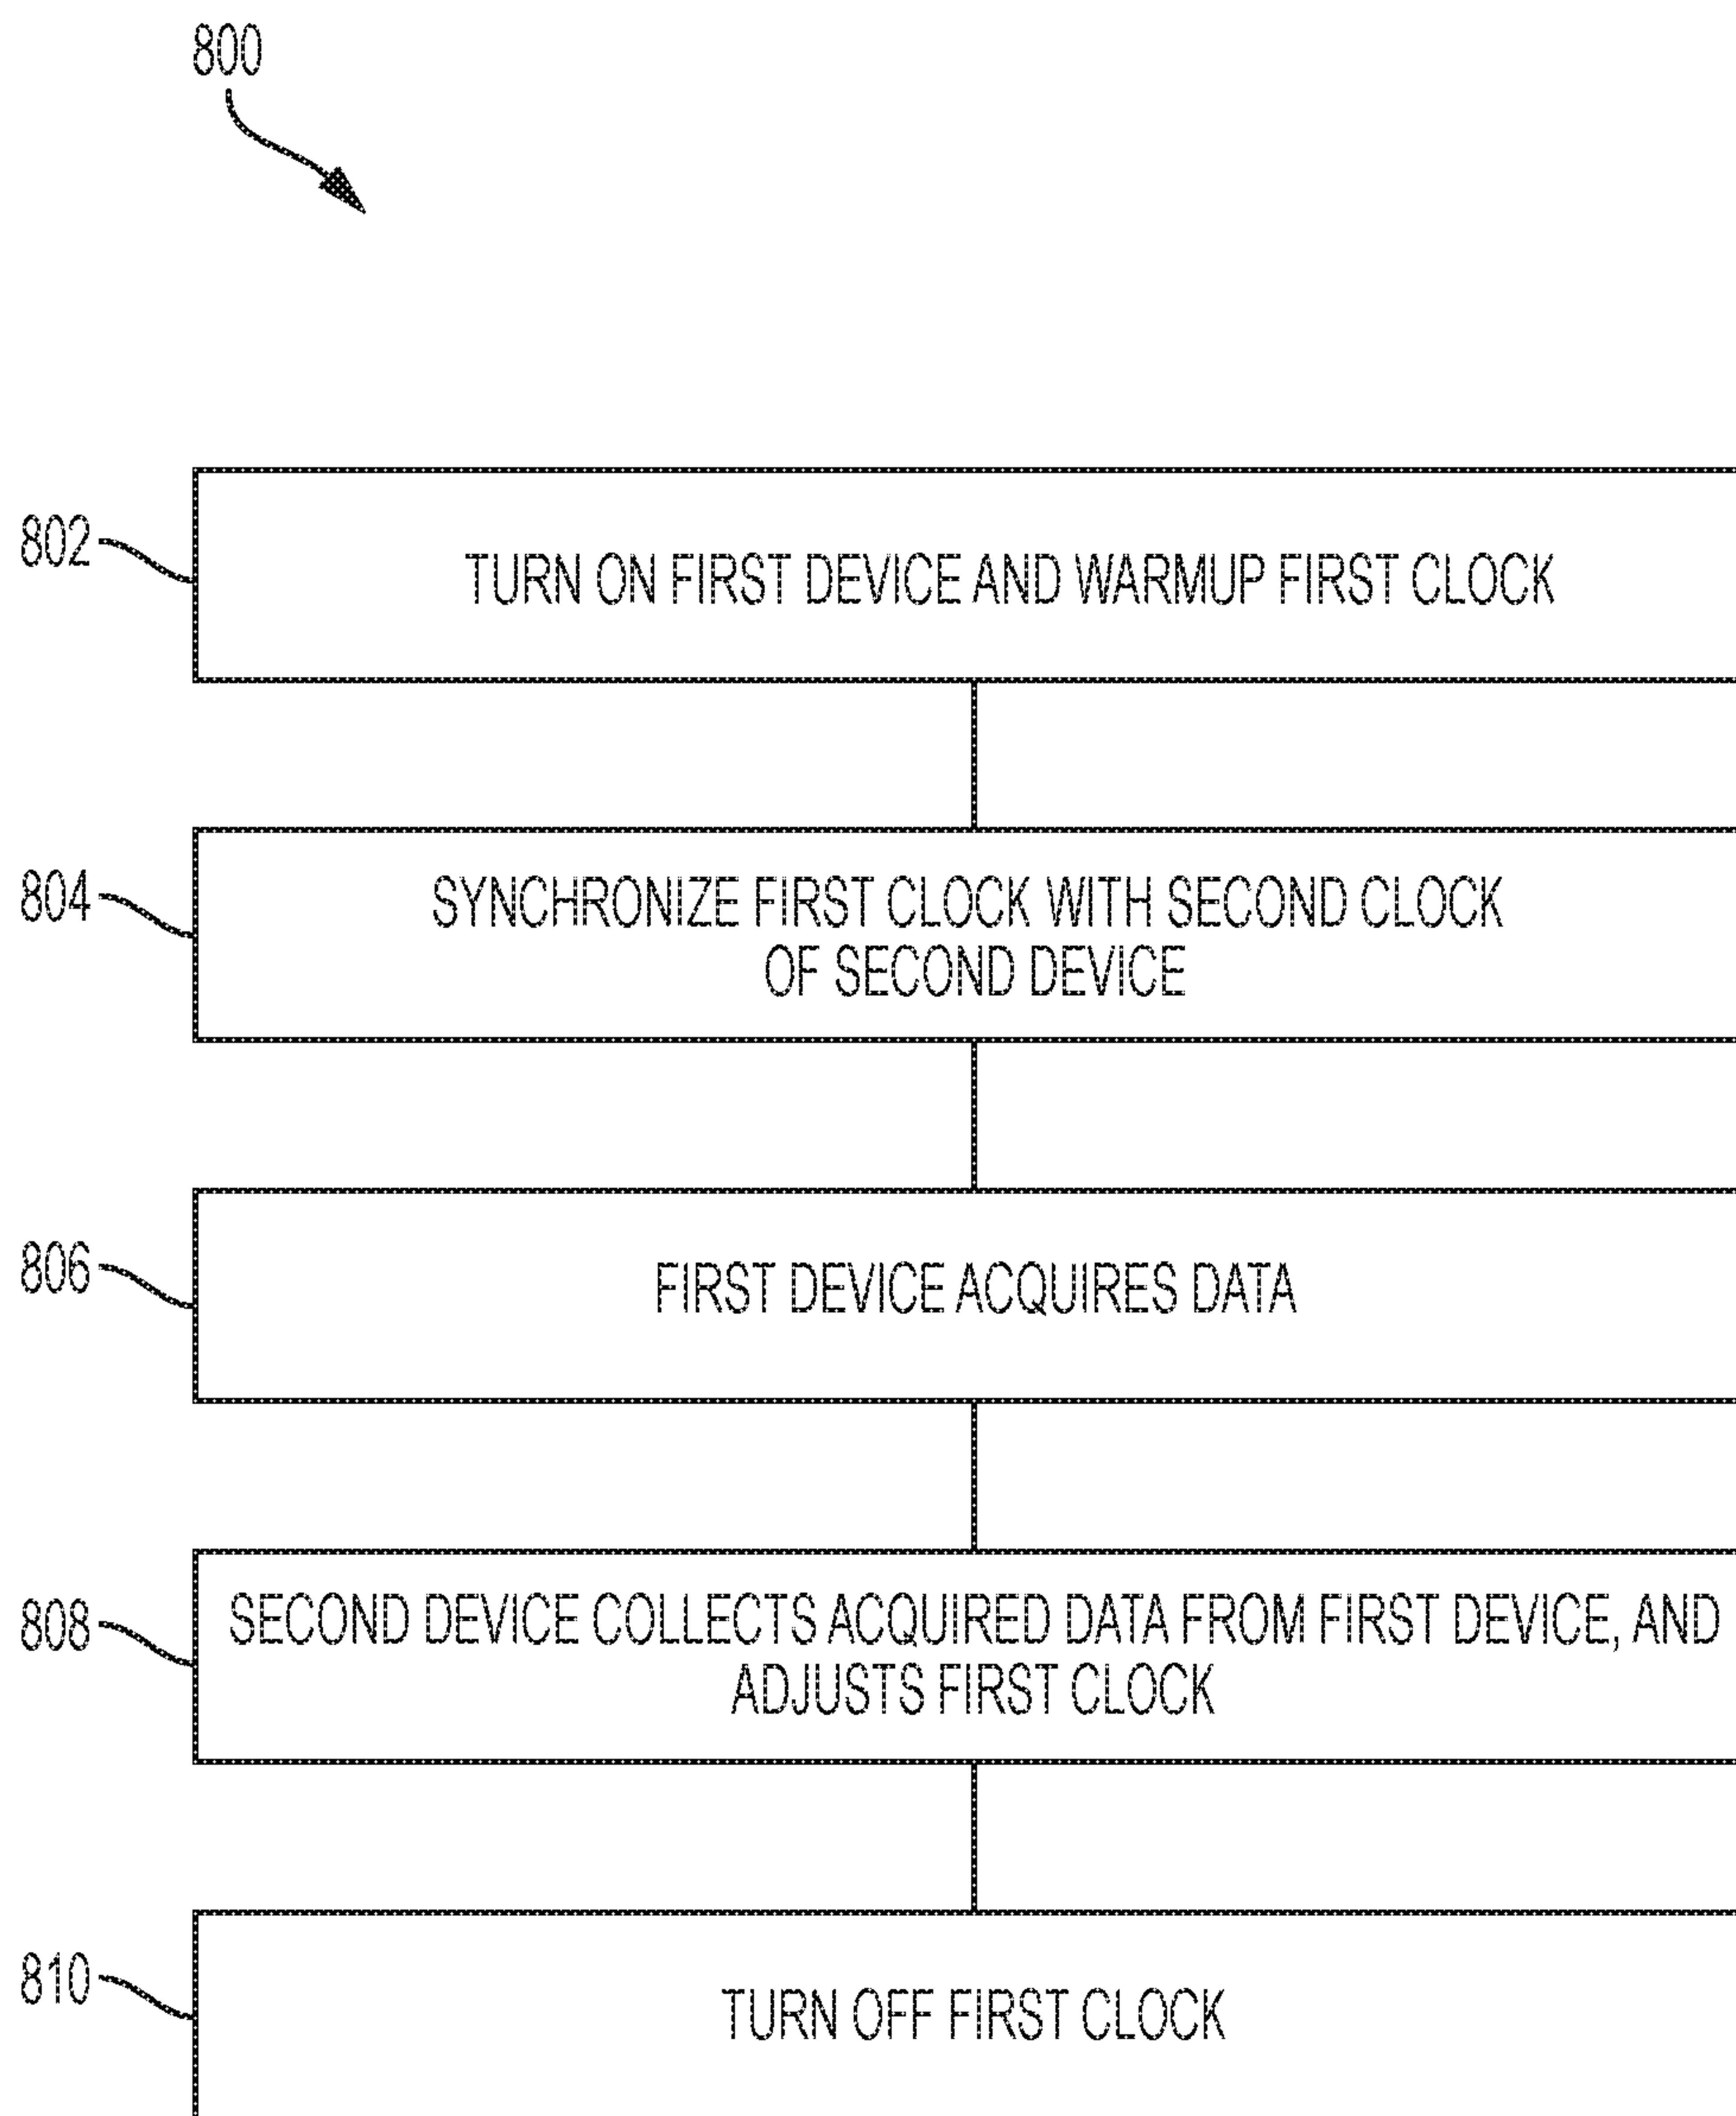 800
802
TURN ON FIRST DEVICE AND WARMUP FIRST CLOCK
804
SYNCHRONIZE FIRST CLOCK WITH SECOND CLOCK
OF SECOND DEVICE
806
FIRST DEVICE ACQUIRES DATA
808
SECOND DEVICE COLLECTS ACQUIRED DATA FROM FIRST DEVICE, AND
ADJUSTS FIRST CLOCK
810
TURN OFF FIRST CLOCK